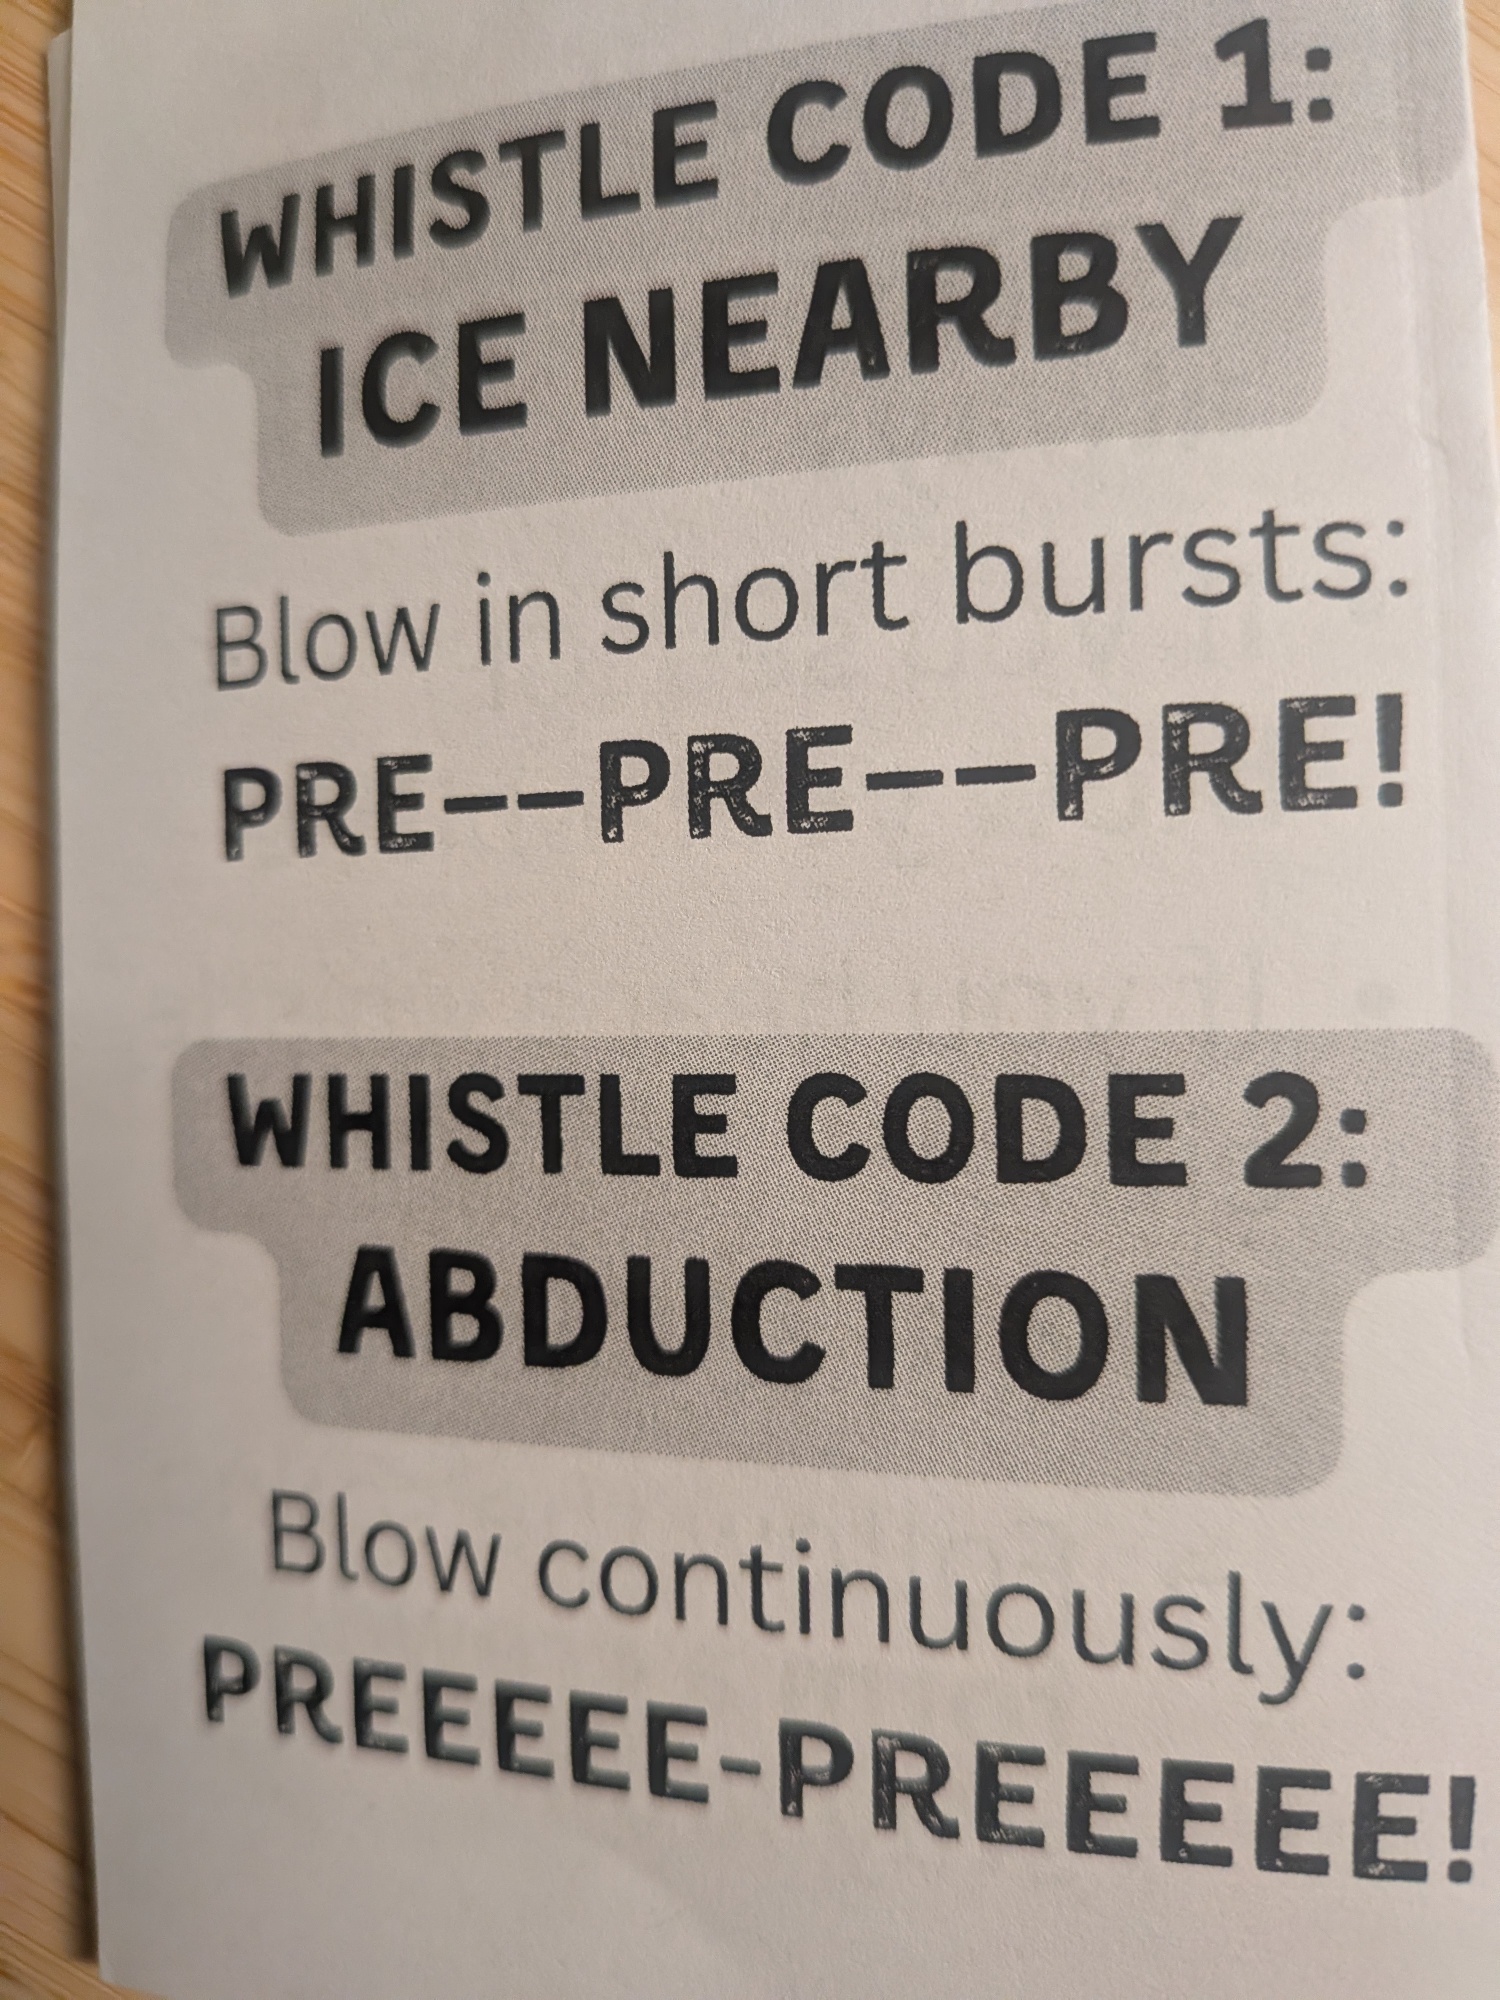 WHISTLE CODE 1:
ICE NEARBY
Blow in short bursts:
PRE––PRE––PRE!
WHISTLE CODE 2:
ABDUCTION
Blow continuously:
PREEEEE-PREEEEE!